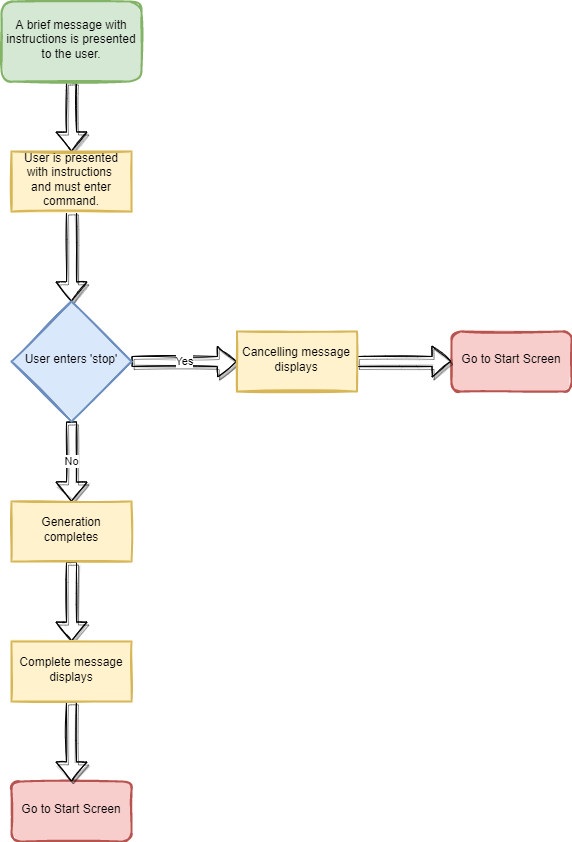 A brief message with
instructions is presented
to the user.
User is presented
with instructions
and must enter
command.
User enters 'stop'
Yes
Cancelling message
displays
Go to Start Screen
No
Generation
completes
Complete message
displays
Go to Start Screen